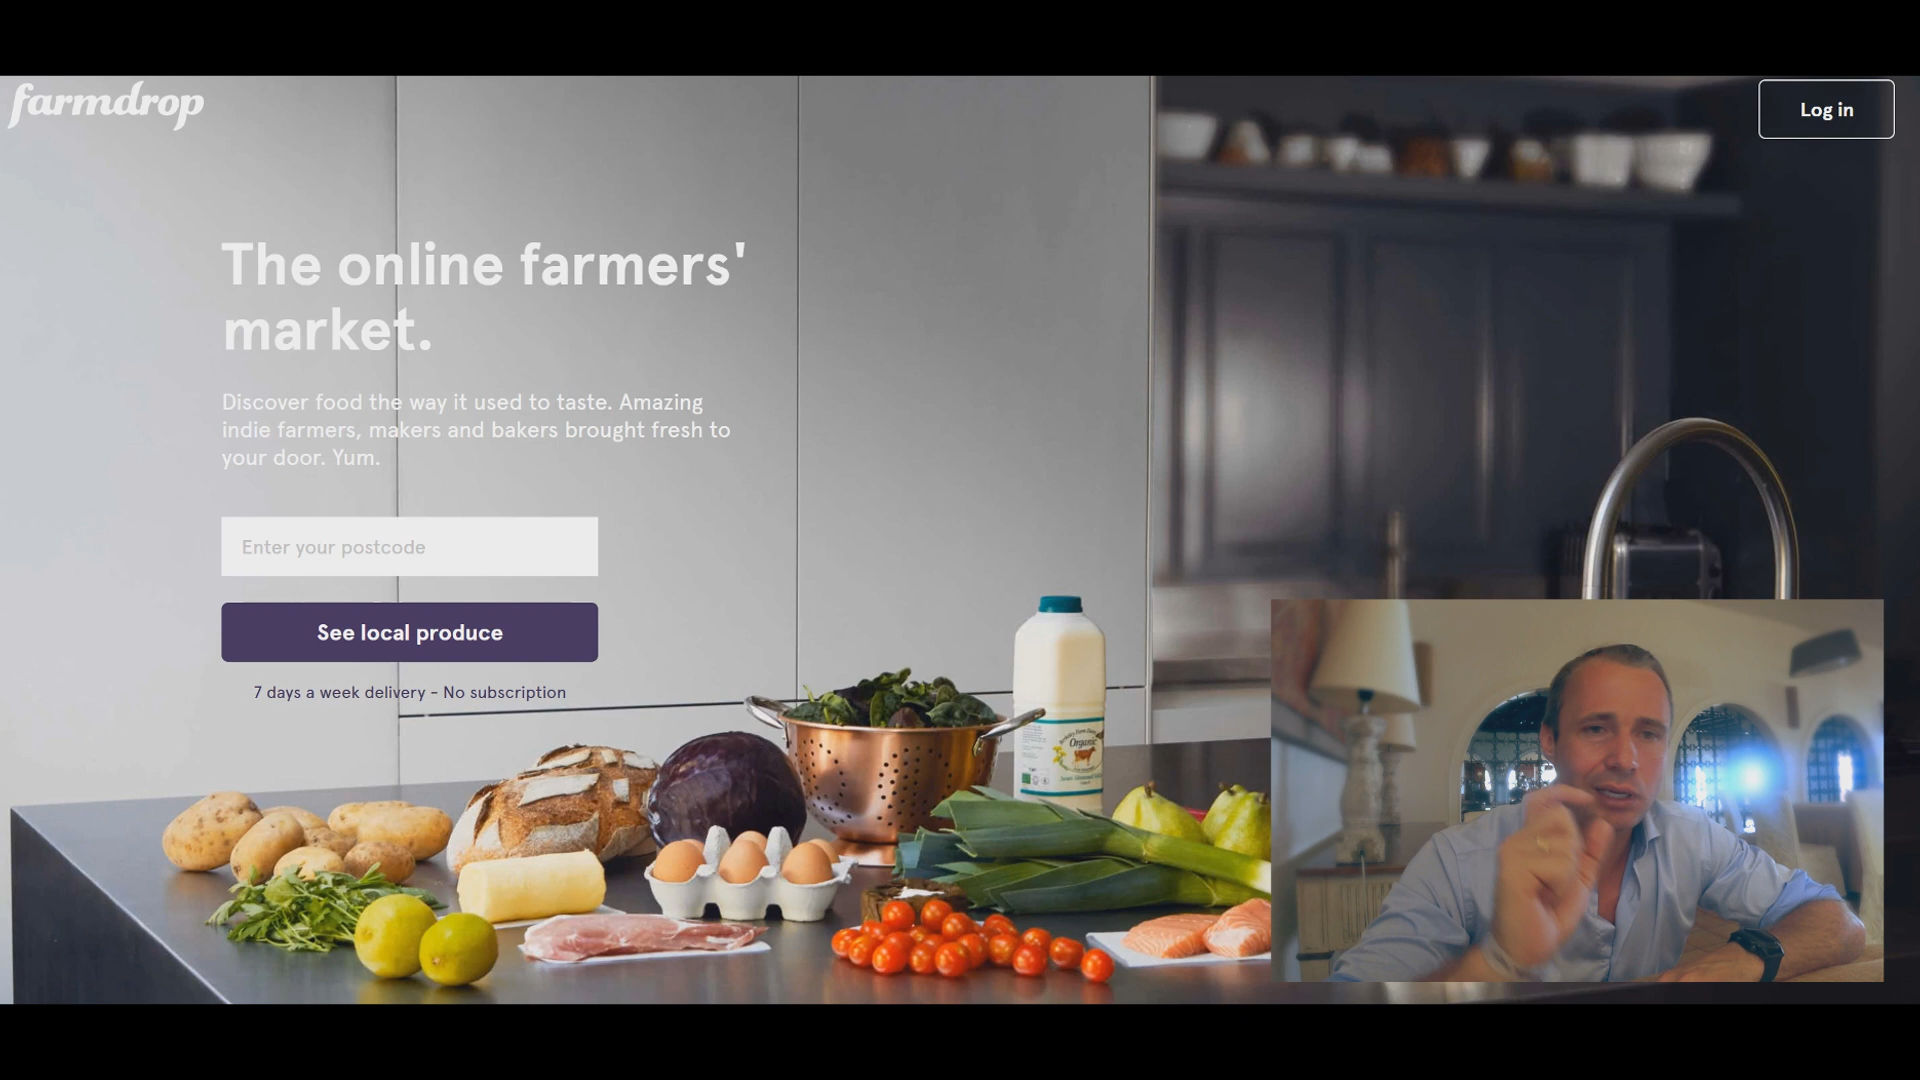 farmdrop
Log in
The online farmers'
market.
Discover food the way it used to taste. Amazing
indie farmers, makers and bakers brought fresh to
your door. Yum.
Enter your postcode
See local produce
7 days a week delivery - No subscription
Organic